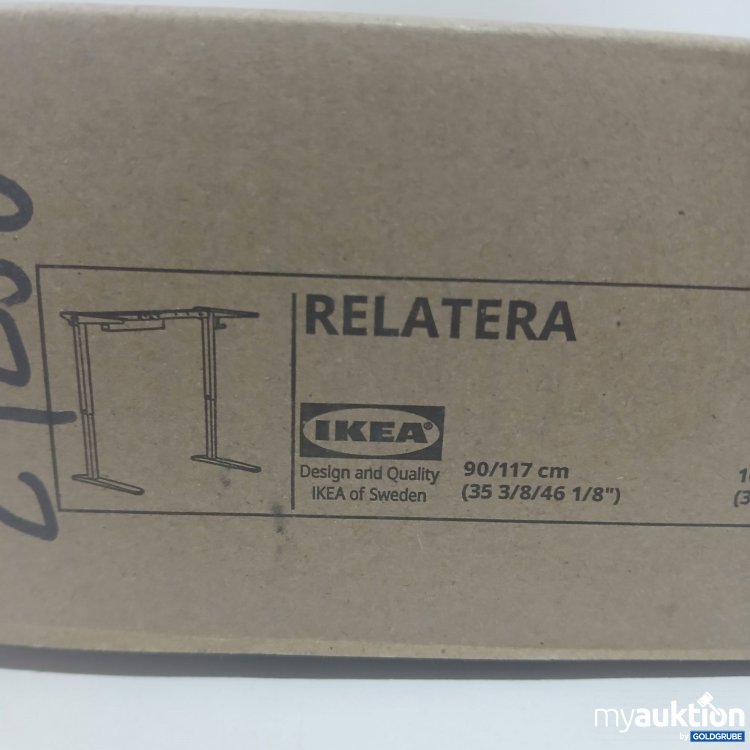 RELATERA
IKEA®
Design and Quality
IKEA of Sweden
90/117 cm
(35 3/8/46 1/8")
myauktion
by GOLDGRUBE